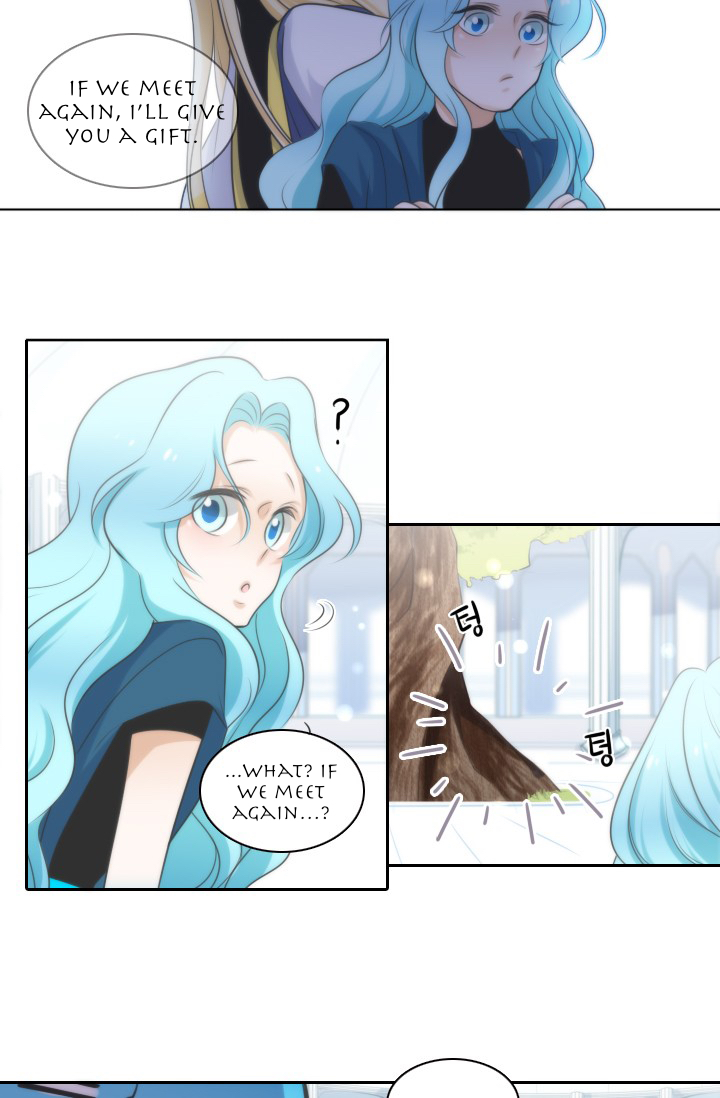 IF WE MEET
AGAIN, I'LL GIVE
YOU A GIFT.
?
...WHAT? IF
WE MEET
AGAIN...?
텅
텅